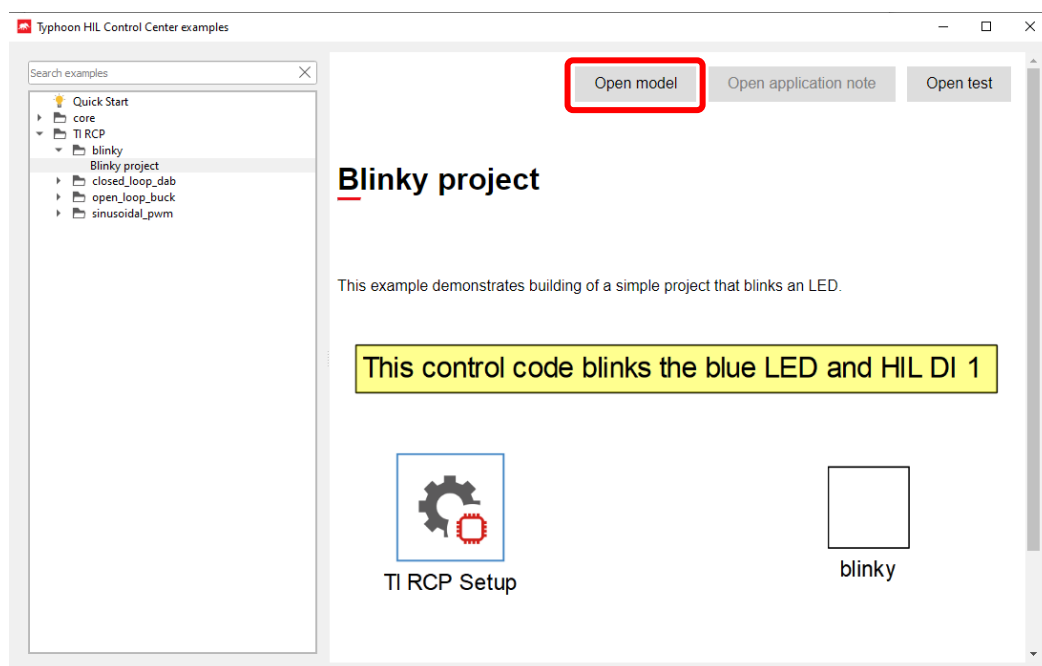 Typhoon HIL Control Center examples
Search examples
Quick Start
core
TI RCP
blinky
Blinky project
closed_loop_dab
open_loop_buck
sinusoidal_pwm
Open model
Open application note
Open test
Blinky project
This example demonstrates building of a simple project that blinks an LED.
This control code blinks the blue LED and HIL DI 1
TI RCP Setup
blinky